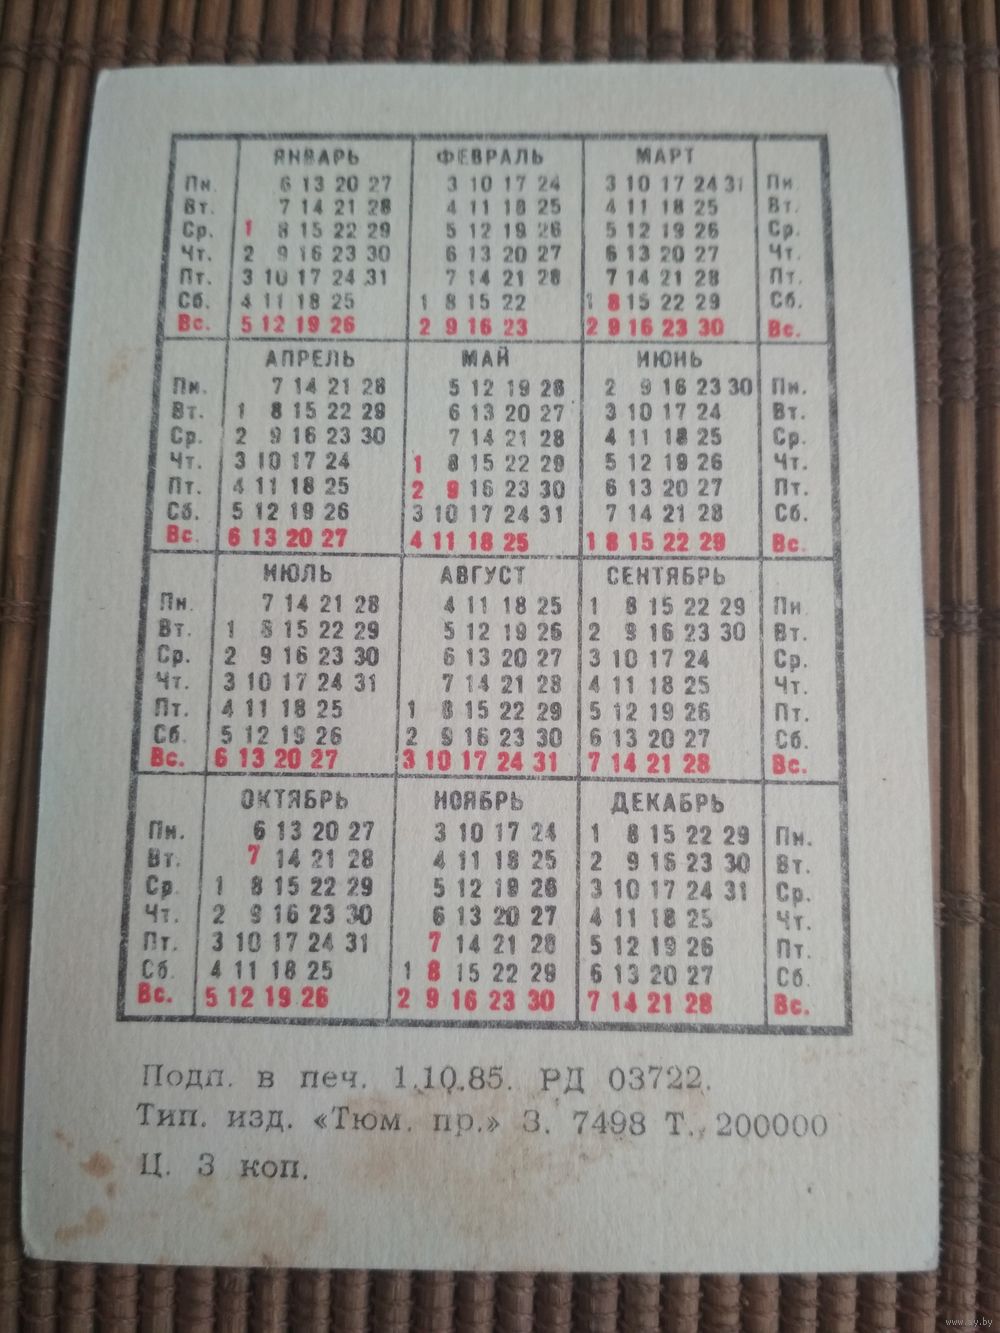 ЯНВАРЬ ФЕВРАЛЬ МАРТ
Пн. 6 13 20 27 3 10 17 24 3 10 17 24 31 Пн.
Вт. 7 14 21 28 4 11 18 25 4 11 18 25 Вт.
Ср. 1 8 15 22 29 5 12 19 26 5 12 19 26 Ср.
Чт. 2 9 16 23 30 6 13 20 27 6 13 20 27 Чт.
Пт. 3 10 17 24 31 7 14 21 28 7 14 21 28 Пт.
Сб. 4 11 18 25 1 8 15 22 1 8 15 22 29 Сб.
Вс. 5 12 19 26 2 9 16 23 2 9 16 23 30 Вс.
АПРЕЛЬ МАЙ ИЮНЬ
Пн. 7 14 21 28 5 12 19 26 2 9 16 23 30 Пн.
Вт. 1 8 15 22 29 6 13 20 27 3 10 17 24 Вт.
Ср. 2 9 16 23 30 7 14 21 28 4 11 18 25 Ср.
Чт. 3 10 17 24 1 8 15 22 29 5 12 19 26 Чт.
Пт. 4 11 18 25 2 9 16 23 30 6 13 20 27 Пт.
Сб. 5 12 19 26 3 10 17 24 31 7 14 21 28 Сб.
Вс. 6 13 20 27 4 11 18 25 1 8 15 22 29 Вс.
ИЮЛЬ АВГУСТ СЕНТЯБРЬ
Пн. 7 14 21 28 4 11 18 25 1 8 15 22 29 Пн.
Вт. 1 8 15 22 29 5 12 19 26 2 9 16 23 30 Вт.
Ср. 2 9 16 23 30 6 13 20 27 3 10 17 24 Ср.
Чт. 3 10 17 24 31 7 14 21 28 4 11 18 25 Чт.
Пт. 4 11 18 25 1 8 15 22 29 5 12 19 26 Пт.
Сб. 5 12 19 26 2 9 16 23 30 6 13 20 27 Сб.
Вс. 6 13 20 27 3 10 17 24 31 7 14 21 28 Вс.
ОКТЯБРЬ НОЯБРЬ ДЕКАБРЬ
Пн. 6 13 20 27 3 10 17 24 1 8 15 22 29 Пн.
Вт. 7 14 21 28 4 11 18 25 2 9 16 23 30 Вт.
Ср. 1 8 15 22 29 5 12 19 26 3 10 17 24 31 Ср.
Чт. 2 9 16 23 30 6 13 20 27 4 11 18 25 Чт.
Пт. 3 10 17 24 31 7 14 21 28 5 12 19 26 Пт.
Сб. 4 11 18 25 1 8 15 22 29 6 13 20 27 Сб.
Вс. 5 12 19 26 2 9 16 23 30 7 14 21 28 Вс.
Подп. в печ. 1.10.85. РД 03722.
Тип. изд. «Тюм. пр.» З. 7498 Т. 200000
Ц. 3 коп.
www.ay.by